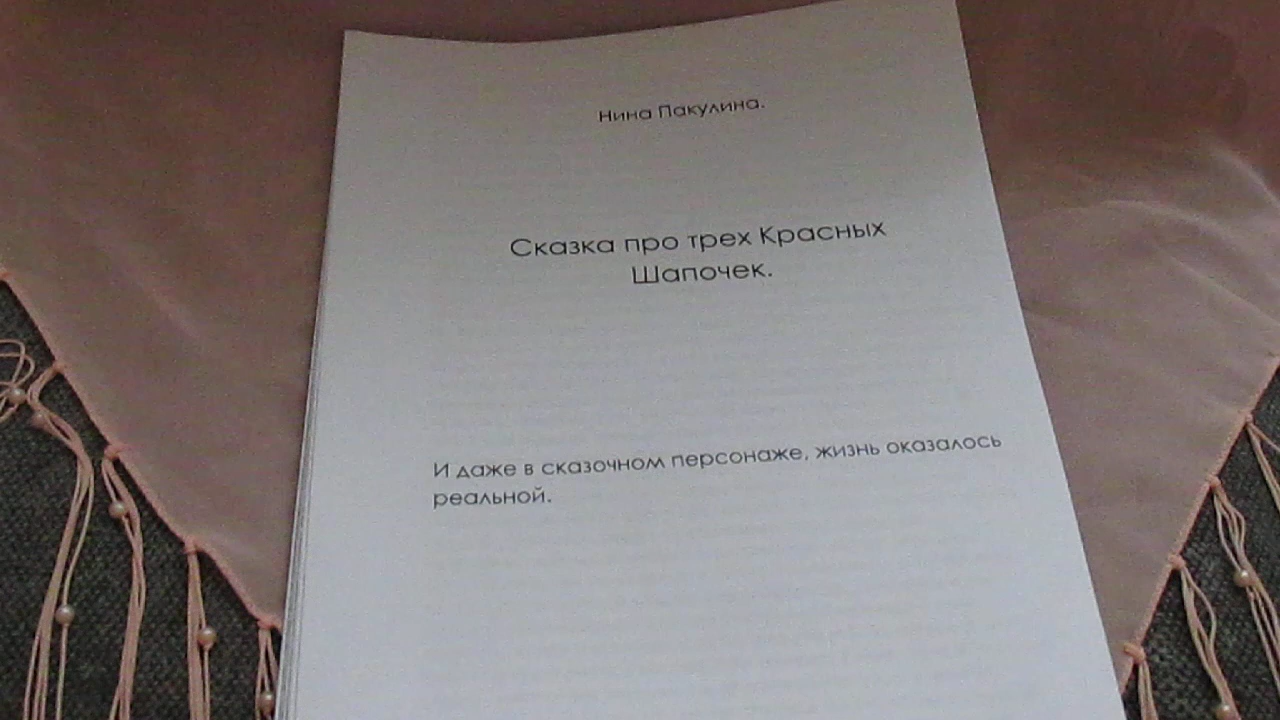 Нина Пакулина.
Сказка про трех Красных
Шапочек.
И даже в сказочном персонаже, жизнь оказалось
реальной.